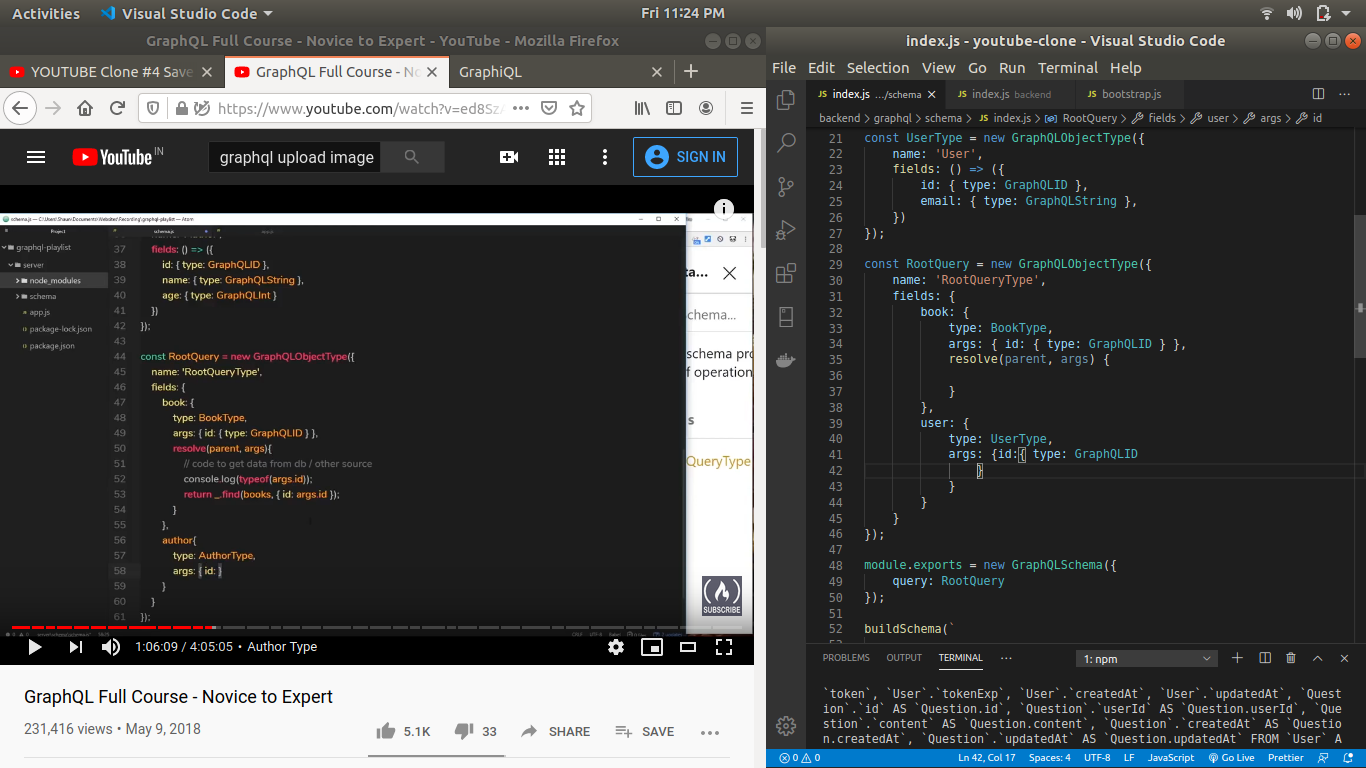 Activities
Visual Studio Code
Fri 11:24 PM
GraphQL Full Course - Novice to Expert - YouTube - Mozilla Firefox
YOUTUBE Clone #4 Save
GraphQL Full Course - No
GraphiQL
https://www.youtube.com/watch?v=ed8SzA
YouTube IN
graphql upload image
SIGN IN
schema.js — C:\Users\Shaun\Documents\Websites\Recording\graphql-playlist — Atom
Project
schema.js
app.js
graphql-playlist
server
node_modules
schema
app.js
package-lock.json
package.json
37 fields: () => ({
38 id: { type: GraphQLID },
39 name: { type: GraphQLString },
40 age: { type: GraphQLInt }
41 })
42 });
43
44 const RootQuery = new GraphQLObjectType({
45 name: 'RootQueryType',
46 fields: {
47 book: {
48 type: BookType,
49 args: { id: { type: GraphQLID } },
50 resolve(parent, args){
51 // code to get data from db / other source
52 console.log(typeof(args.id));
53 return _.find(books, { id: args.id });
54 }
55 },
56 author{
57 type: AuthorType,
58 args: { id: }
59 }
60 }
61 });
ta...
chema...
schema pro
f operation
s
QueryType
SUBSCRIBE
1:06:09 / 4:05:05 • Author Type
GraphQL Full Course - Novice to Expert
231,416 views • May 9, 2018
5.1K
33
SHARE
SAVE
index.js - youtube-clone - Visual Studio Code
File Edit Selection View Go Run Terminal Help
JS index.js .../schema
JS index.js backend
JS bootstrap.js
backend > graphql > schema > JS index.js > RootQuery > fields > user > args > id
21 const UserType = new GraphQLObjectType({
22 name: 'User',
23 fields: () => ({
24 id: { type: GraphQLID },
25 email: { type: GraphQLString },
26 })
27 });
28
29 const RootQuery = new GraphQLObjectType({
30 name: 'RootQueryType',
31 fields: {
32 book: {
33 type: BookType,
34 args: { id: { type: GraphQLID } },
35 resolve(parent, args) {
36
37 }
38 },
39 user: {
40 type: UserType,
41 args: {id:{ type: GraphQLID
42 }
43 }
44 }
45 }
46 });
47
48 module.exports = new GraphQLSchema({
49 query: RootQuery
50 });
51
52 buildSchema(`
PROBLEMS OUTPUT TERMINAL ...
1: npm
`token`, `User`.`tokenExp`, `User`.`createdAt`, `User`.`updatedAt`, `Quest
ion`.`id` AS `Question.id`, `Question`.`userId` AS `Question.userId`, `Que
stion`.`content` AS `Question.content`, `Question`.`createdAt` AS `Questio
n.createdAt`, `Question`.`updatedAt` AS `Question.updatedAt` FROM `User` A
0 0 Ln 42, Col 17 Spaces: 4 UTF-8 LF JavaScript Go Live Prettier